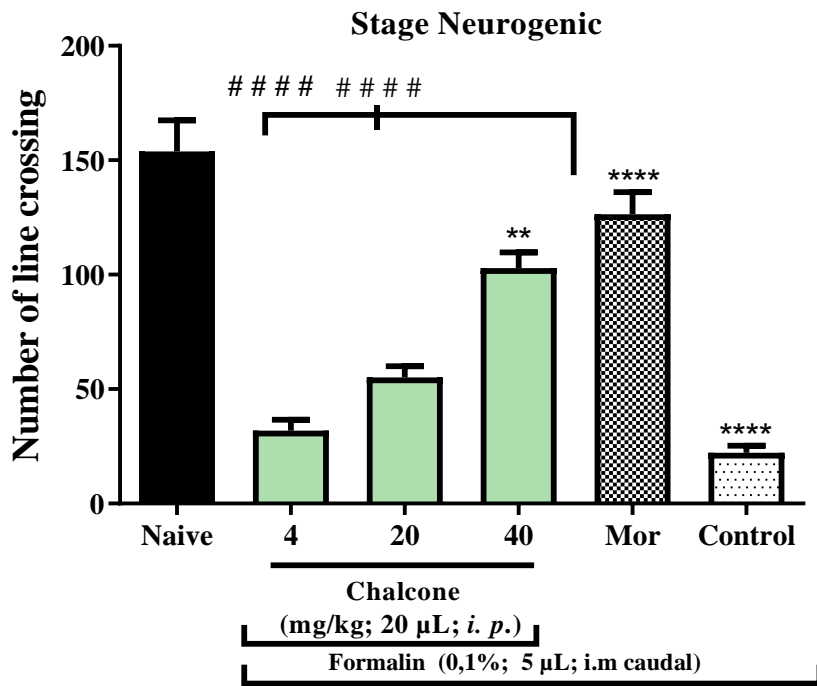 Stage Neurogenic
Number of line crossing
200
150
100
50
0
# # # # # # # #
**
****
****
Naive 4 20 40 Mor Control
Chalcone
(mg/kg; 20 µL; i. p.)
Formalin (0,1%; 5 µL; i.m caudal)